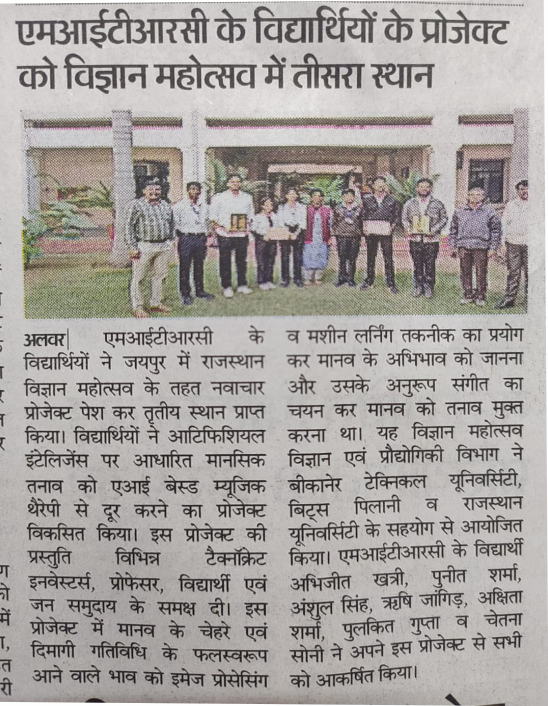 एमआईटीआरसी के विद्यार्थियों के प्रोजेक्ट
को विज्ञान महोत्सव में तीसरा स्थान
अलवर| एमआईटीआरसी के
विद्यार्थियों ने जयपुर में राजस्थान
विज्ञान महोत्सव के तहत नवाचार
प्रोजेक्ट पेश कर तृतीय स्थान प्राप्त
किया। विद्यार्थियों ने आटिफिशियल
इंटेलिजेंस पर आधारित मानसिक
तनाव को एआई बेस्ड म्यूजिक
थैरेपी से दूर करने का प्रोजेक्ट
विकसित किया। इस प्रोजेक्ट की
प्रस्तुति विभिन्न टैक्नॉक्रेट
इनवेस्टर्स, प्रोफेसर, विद्यार्थी एवं
जन समुदाय के समक्ष दी। इस
प्रोजेक्ट में मानव के चेहरे एवं
दिमागी गतिविधि के फलस्वरूप
आने वाले भाव को इमेज प्रोसेसिंग
व मशीन लर्निंग तकनीक का प्रयोग
कर मानव के अभिभाव को जानना
और उसके अनुरूप संगीत का
चयन कर मानव को तनाव मुक्त
करना था। यह विज्ञान महोत्सव
विज्ञान एवं प्रौद्योगिकी विभाग ने
बीकानेर टेक्निकल यूनिवर्सिटी,
बिट्स पिलानी व राजस्थान
यूनिवर्सिटी के सहयोग से आयोजित
किया। एमआईटीआरसी के विद्यार्थी
अभिजीत खत्री, पुनीत शर्मा,
अंशुल सिंह, ऋषि जांगिड़, अक्षिता
शर्मा, पुलकित गुप्ता व चेतना
सोनी ने अपने इस प्रोजेक्ट से सभी
को आकर्षित किया।